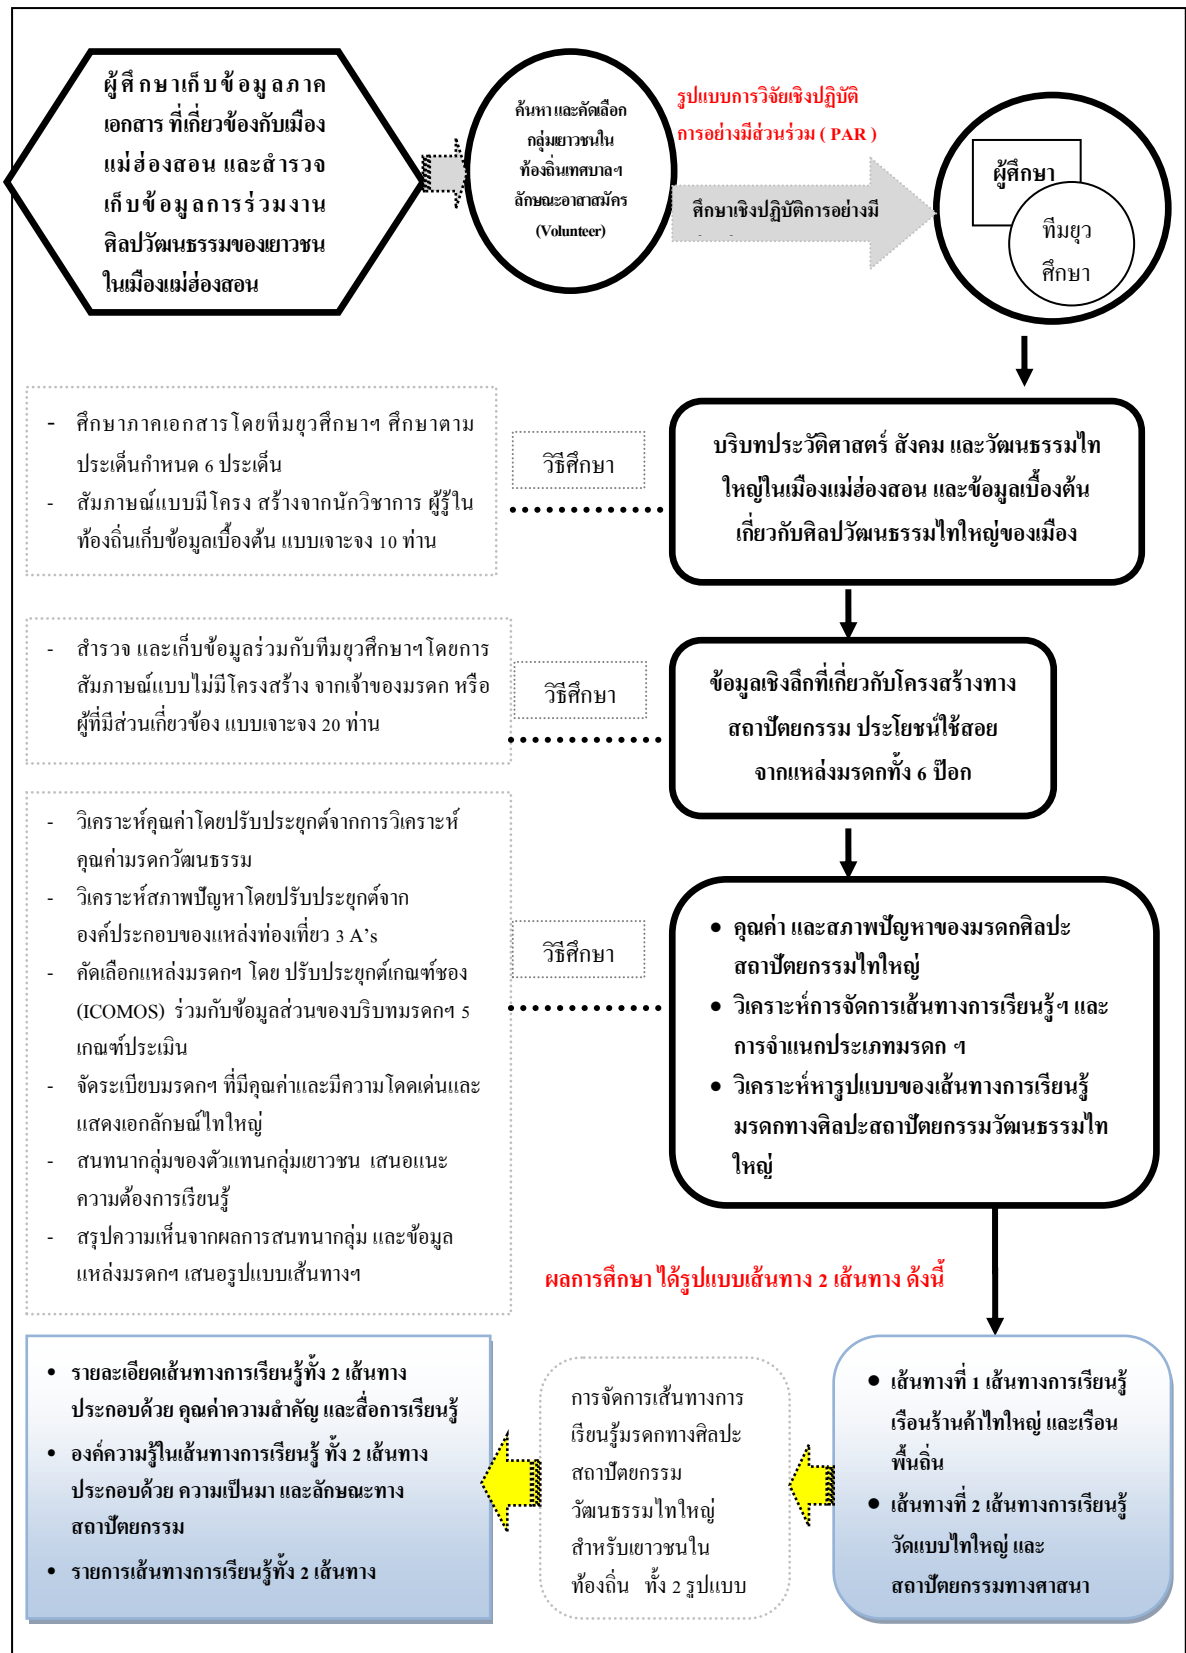 ผู้ศึกษาเก็บข้อมูลภาค
เอกสาร ที่เกี่ยวข้องกับเมือง
แม่ฮ่องสอน และสำรวจ
เก็บข้อมูลการร่วมงาน
ศิลปวัฒนธรรมของเยาวชน
ในเมืองแม่ฮ่องสอน
ค้นหา และคัดเลือก
กลุ่มเยาวชนใน
ท้องถิ่นเทศบาลฯ
ลักษณะอาสาสมัคร
(Volunteer)
รูปแบบการวิจัยเชิงปฏิบัติ
การอย่างมีส่วนร่วม ( PAR )
ศึกษาเชิงปฏิบัติการอย่างมี
ผู้ศึกษา
ทีมยุว
ศึกษา
- ศึกษาภาคเอกสารโดยทีมยุวศึกษาฯ ศึกษาตาม
ประเด็นกำหนด 6 ประเด็น
- สัมภาษณ์แบบมีโครง สร้างจากนักวิชาการ ผู้รู้ใน
ท้องถิ่นเก็บข้อมูลเบื้องต้น แบบเจาะจง 10 ท่าน
วิธีศึกษา
บริบทประวัติศาสตร์ สังคม และวัฒนธรรมไท
ใหญ่ในเมืองแม่ฮ่องสอน และข้อมูลเบื้องต้น
เกี่ยวกับศิลปวัฒนธรรมไทใหญ่ของเมือง
- สำรวจ และเก็บข้อมูลร่วมกับทีมยุวศึกษาฯ โดยการ
สัมภาษณ์แบบไม่มีโครงสร้าง จากเจ้าของมรดก หรือ
ผู้ที่มีส่วนเกี่ยวข้อง แบบเจาะจง 20 ท่าน
วิธีศึกษา
ข้อมูลเชิงลึกที่เกี่ยวกับโครงสร้างทาง
สถาปัตยกรรม ประโยชน์ใช้สอย
จากแหล่งมรดกทั้ง 6 ป๊อก
- วิเคราะห์คุณค่าโดยปรับประยุกต์จากการวิเคราะห์
คุณค่ามรดกวัฒนธรรม
- วิเคราะห์สภาพปัญหาโดยปรับประยุกต์จาก
องค์ประกอบของแหล่งท่องเที่ยว 3 A's
- คัดเลือกแหล่งมรดกฯ โดย ปรับประยุกต์เกณฑ์ของ
(ICOMOS) ร่วมกับข้อมูลส่วนของบริบทมรดกฯ 5
เกณฑ์ประเมิน
- จัดระเบียบมรดกฯ ที่มีคุณค่าและมีความโดดเด่นและ
แสดงเอกลักษณ์ไทใหญ่
- สนทนากลุ่มของตัวแทนกลุ่มเยาวชน เสนอแนะ
ความต้องการเรียนรู้
- สรุปความเห็นจากผลการสนทนากลุ่ม และข้อมูล
แหล่งมรดกฯ เสนอรูปแบบเส้นทางฯ
วิธีศึกษา
• คุณค่า และสภาพปัญหาของมรดกศิลปะ
สถาปัตยกรรมไทใหญ่
• วิเคราะห์การจัดการเส้นทางการเรียนรู้ฯ และ
การจำแนกประเภทมรดก ฯ
• วิเคราะห์หารูปแบบของเส้นทางการเรียนรู้
มรดกทางศิลปะสถาปัตยกรรมวัฒนธรรมไท
ใหญ่
ผลการศึกษา ได้รูปแบบเส้นทาง 2 เส้นทาง ดังนี้
• รายละเอียดเส้นทางการเรียนรู้ทั้ง 2 เส้นทาง
ประกอบด้วย คุณค่าความสำคัญ และสื่อการเรียนรู้
• องค์ความรู้ในเส้นทางการเรียนรู้ ทั้ง 2 เส้นทาง
ประกอบด้วย ความเป็นมา และลักษณะทาง
สถาปัตยกรรม
• รายการเส้นทางการเรียนรู้ทั้ง 2 เส้นทาง
การจัดการเส้นทางการ
เรียนรู้มรดกทางศิลปะ
สถาปัตยกรรม
วัฒนธรรมไทใหญ่
สำหรับเยาวชนใน
ท้องถิ่น ทั้ง 2 รูปแบบ
• เส้นทางที่ 1 เส้นทางการเรียนรู้
เรือนร้านค้าไทใหญ่ และเรือน
พื้นถิ่น
• เส้นทางที่ 2 เส้นทางการเรียนรู้
วัดแบบไทใหญ่ และ
สถาปัตยกรรมทางศาสนา